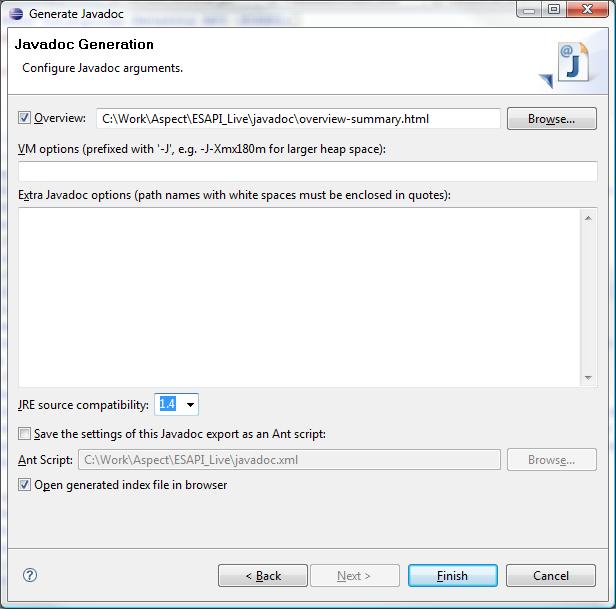 Generate Javadoc
Javadoc Generation
Configure Javadoc arguments.
Overview: C:\Work\Aspect\ESAPI_Live\javadoc\overview-summary.html Browse...
VM options (prefixed with '-J', e.g. -J-Xmx180m for larger heap space):
Extra Javadoc options (path names with white spaces must be enclosed in quotes):
JRE source compatibility: 1.4
Save the settings of this Javadoc export as an Ant script:
Ant Script: C:\Work\Aspect\ESAPI_Live\javadoc.xml Browse...
Open generated index file in browser
? < Back Next > Finish Cancel